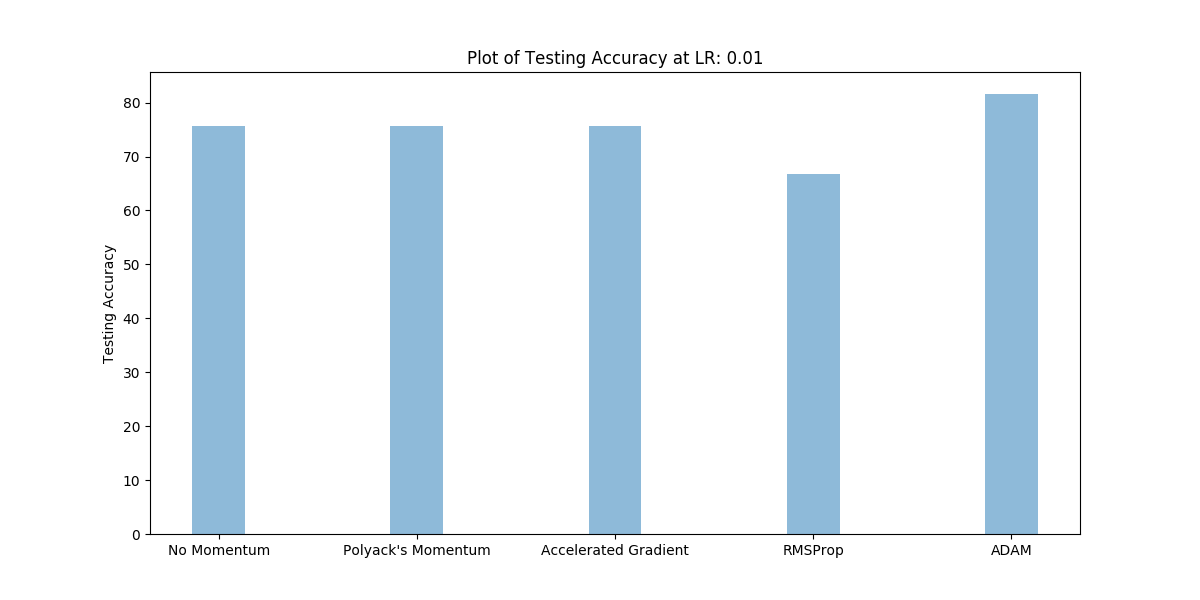 Plot of Testing Accuracy at LR: 0.01
Testing Accuracy
80
70
60
50
40
30
20
10
0
No Momentum
Polyack's Momentum
Accelerated Gradient
RMSProp
ADAM